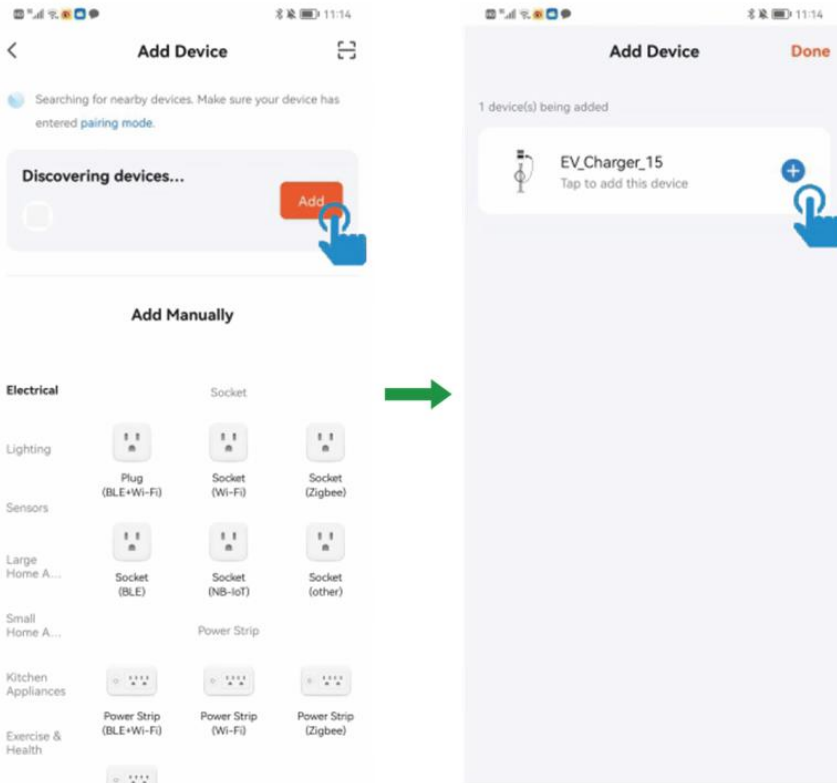 11:14
Add Device
Searching for nearby devices. Make sure your device has
entered pairing mode.
Discovering devices...
Add
Add Manually
Electrical
Socket
Lighting
Plug
(BLE+Wi-Fi)
Socket
(Wi-Fi)
Socket
(Zigbee)
Sensors
Large
Home A...
Socket
(BLE)
Socket
(NB-IoT)
Socket
(other)
Small
Home A...
Power Strip
Kitchen
Appliances
Power Strip
(BLE+Wi-Fi)
Power Strip
(Wi-Fi)
Power Strip
(Zigbee)
Exercise &
Health
11:14
Add Device
Done
1 device(s) being added
EV_Charger_15
Tap to add this device